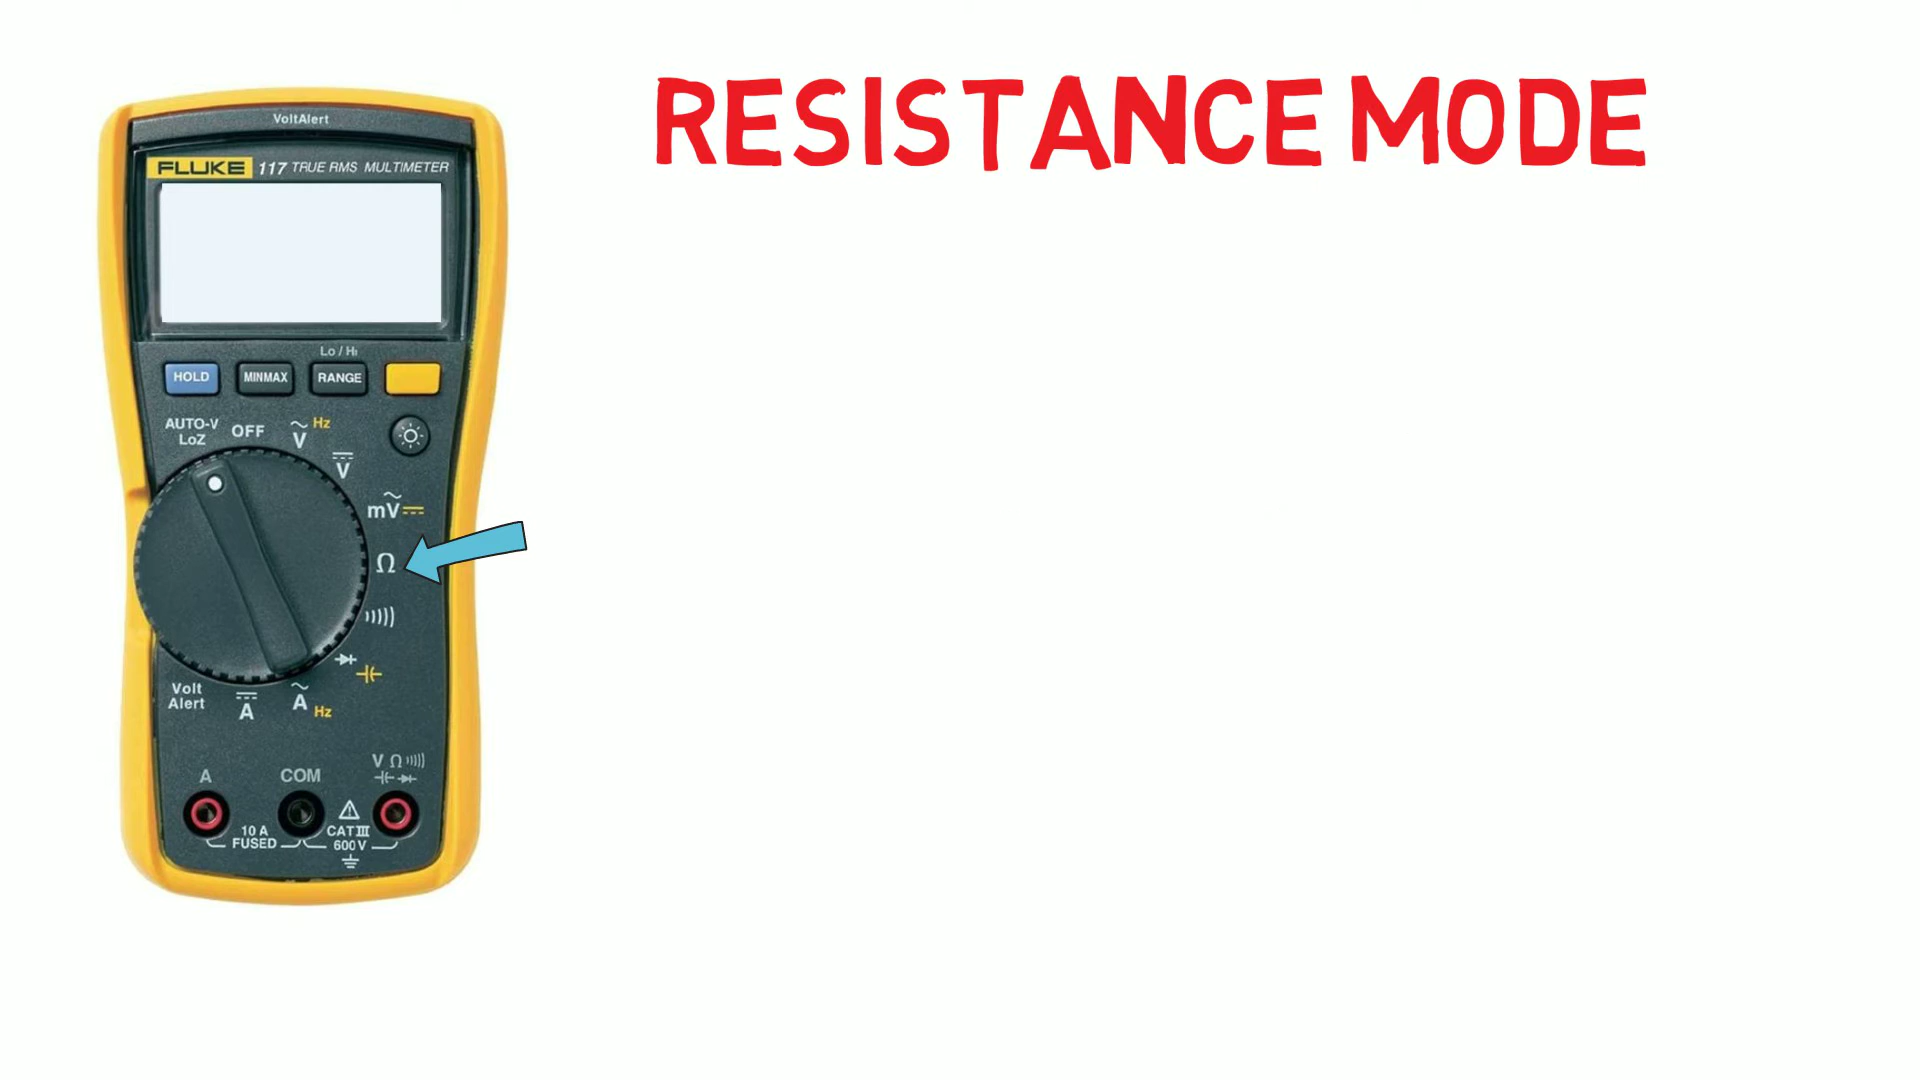 RESISTANCE MODE
VoltAlert
FLUKE 117 TRUE RMS MULTIMETER
Lo / Hi
HOLD MINMAX RANGE
AUTO-V
LoZ
OFF
V Hz
V
mV
Ω
Volt
Alert
A
A Hz
A
COM
V Ω
10 A
FUSED
CAT III
600 V